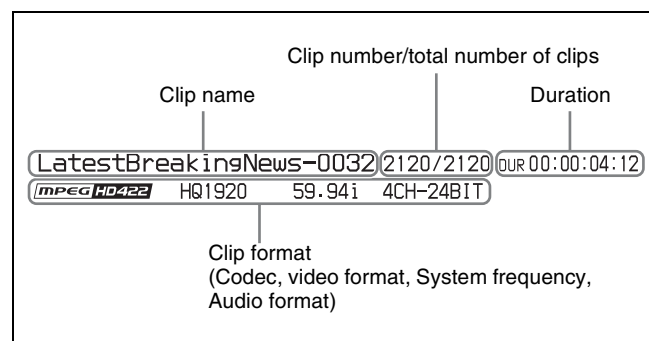 Clip number/total number of clips
Clip name Duration
LatestBreakingNews-0032 2120/2120 DUR 00:00:04:12
MPEG HD422 HQ1920 59.94i 4CH-24BIT
Clip format
(Codec, video format, System frequency,
Audio format)